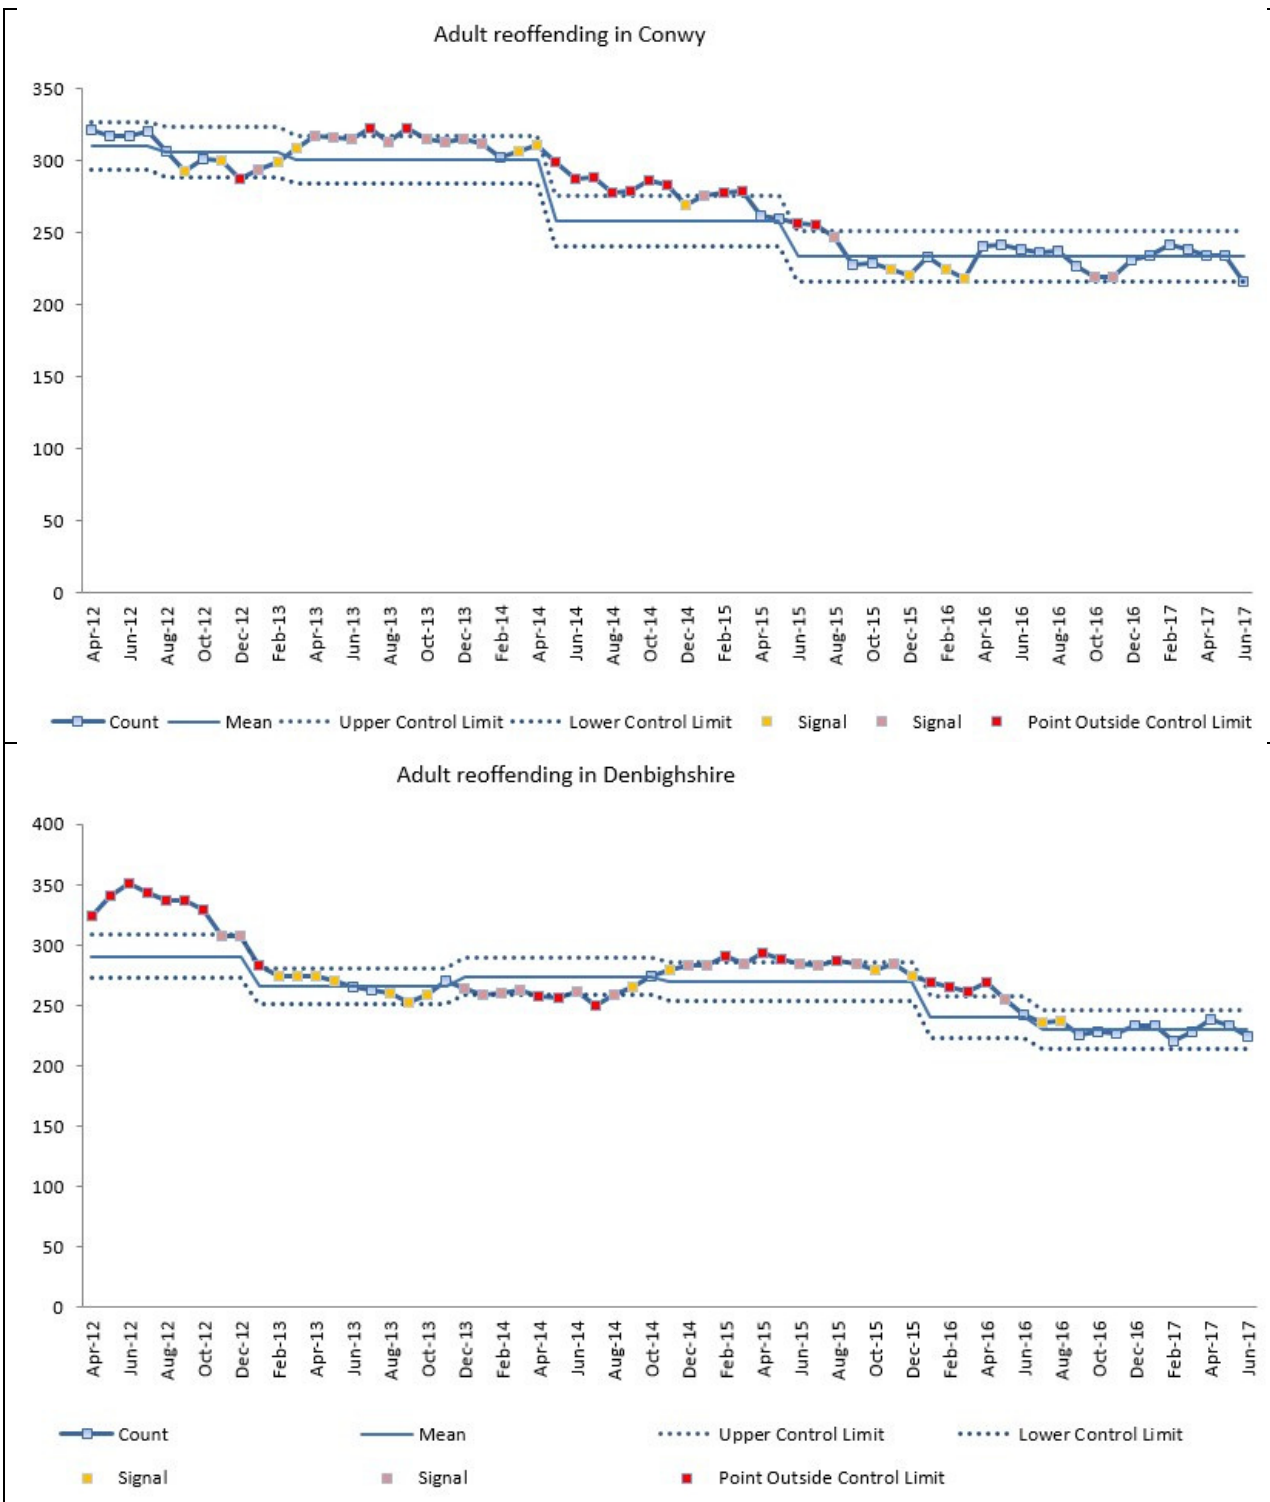 Adult reoffending in Conwy
350
300
250
200
150
100
50
0
Apr-12 Jun-12 Aug-12 Oct-12 Dec-12 Feb-13 Apr-13 Jun-13 Aug-13 Oct-13 Dec-13 Feb-14 Apr-14 Jun-14 Aug-14 Oct-14 Dec-14 Feb-15 Apr-15 Jun-15 Aug-15 Oct-15 Dec-15 Feb-16 Apr-16 Jun-16 Aug-16 Oct-16 Dec-16 Feb-17 Apr-17 Jun-17
Count Mean Upper Control Limit Lower Control Limit Signal Signal Point Outside Control Limit
Adult reoffending in Denbighshire
400
350
300
250
200
150
100
50
0
Apr-12 Jun-12 Aug-12 Oct-12 Dec-12 Feb-13 Apr-13 Jun-13 Aug-13 Oct-13 Dec-13 Feb-14 Apr-14 Jun-14 Aug-14 Oct-14 Dec-14 Feb-15 Apr-15 Jun-15 Aug-15 Oct-15 Dec-15 Feb-16 Apr-16 Jun-16 Aug-16 Oct-16 Dec-16 Feb-17 Apr-17 Jun-17
Count Mean Upper Control Limit Lower Control Limit
Signal Signal Point Outside Control Limit